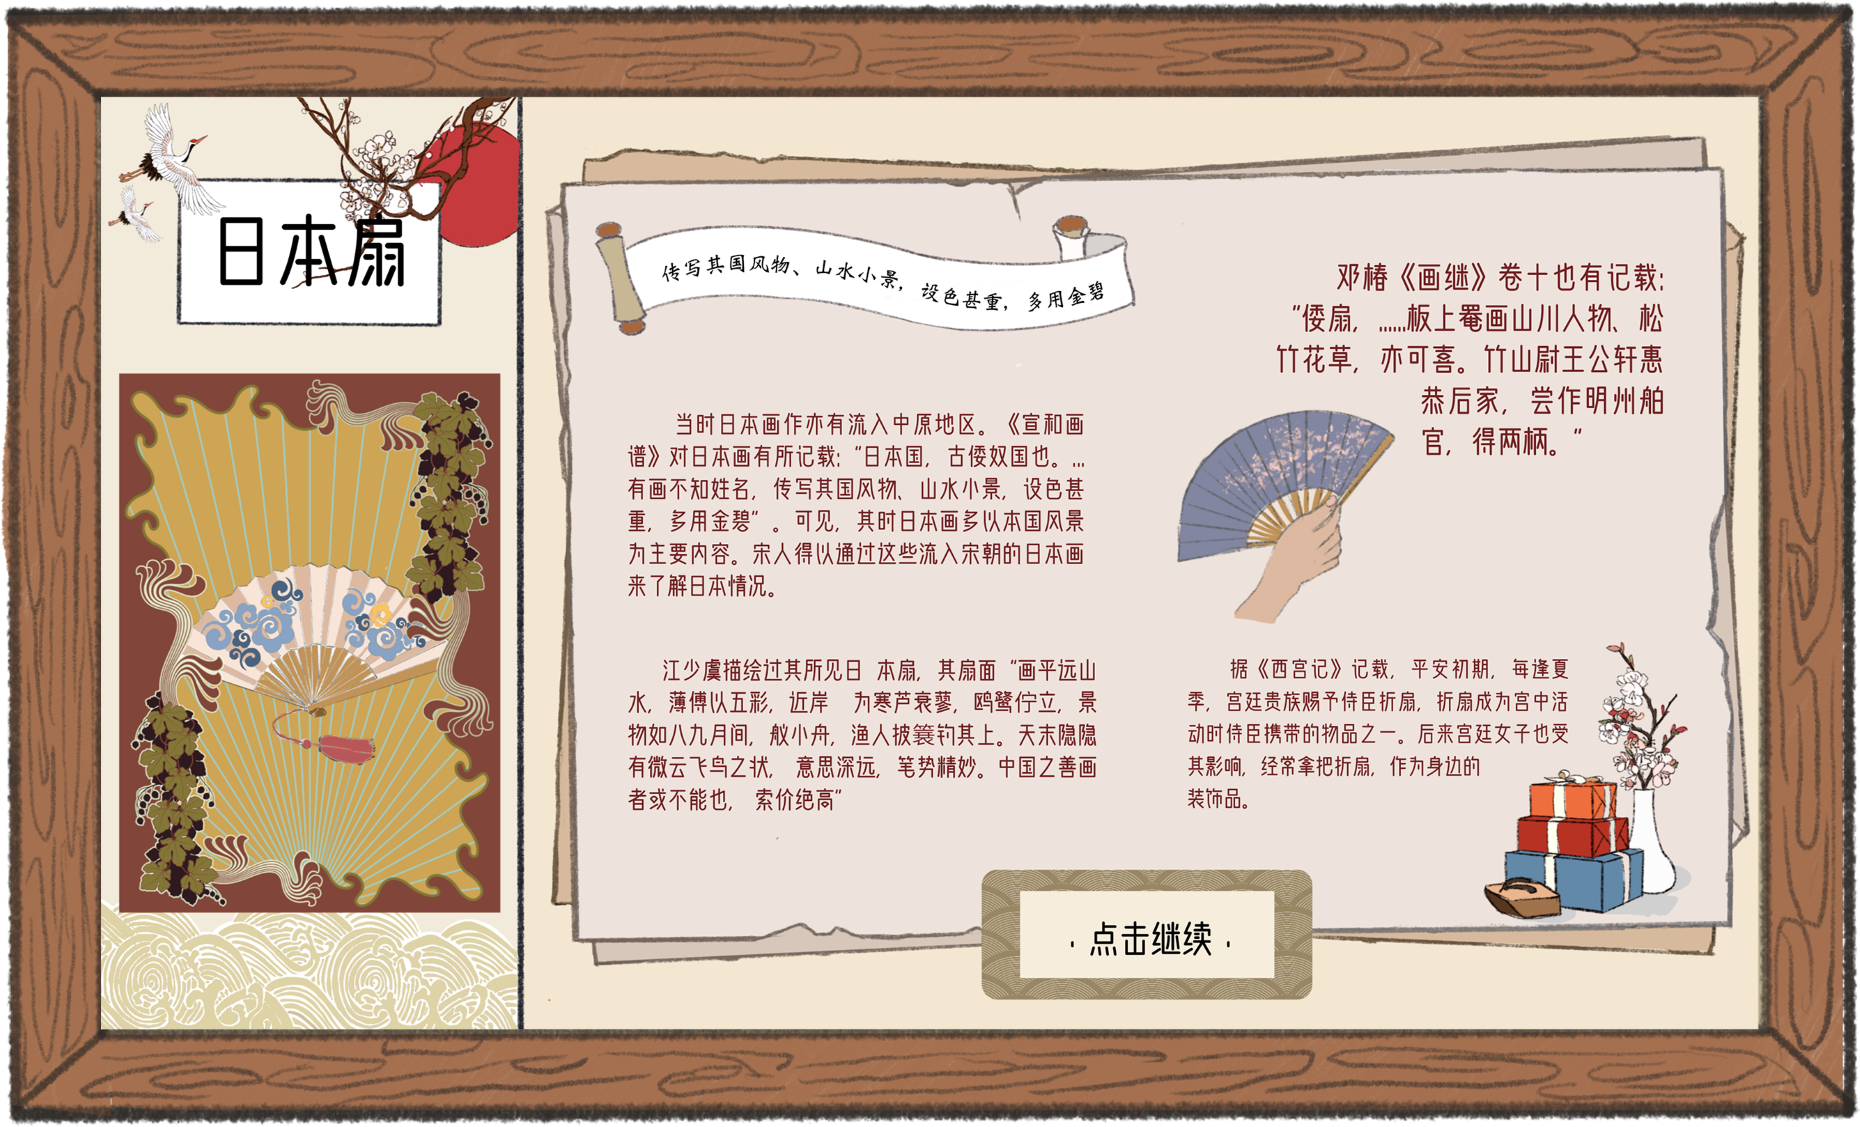 日本扇
传写其国风物、山水小景，设色甚重，多用金碧
当时日本画作亦有流入中原地区。《宣和画
谱》对日本画有所记载：“日本国，古倭奴国也。...
有画不知姓名，传写其国风物、山水小景，设色甚
重，多用金碧”。可见，其时日本画多以本国风景
为主要内容。宋人得以通过这些流入宋朝的日本画
来了解日本情况。
江少虞描绘过其所见日 本扇，其扇面“画平远山
水，薄傅以五彩，近岸 为寒芦衰蓼，鸥鹭伫立，景
物如八九月间，舣小舟，渔人披蓑钓其上。天末隐隐
有微云飞鸟之状， 意思深远，笔势精妙。中国之善画
者或不能也， 索价绝高”
邓椿《画继》卷十也有记载：
“倭扇，......板上罨画山川人物、松
竹花草，亦可喜。竹山尉王公轩惠
恭后家，尝作明州舶
官，得两柄。“
据《西宫记》记载，平安初期，每逢夏
季，宫廷贵族赐予侍臣折扇，折扇成为宫中活
动时侍臣携带的物品之一。后来宫廷女子也受
其影响，经常拿把折扇，作为身边的
装饰品。
·点击继续·